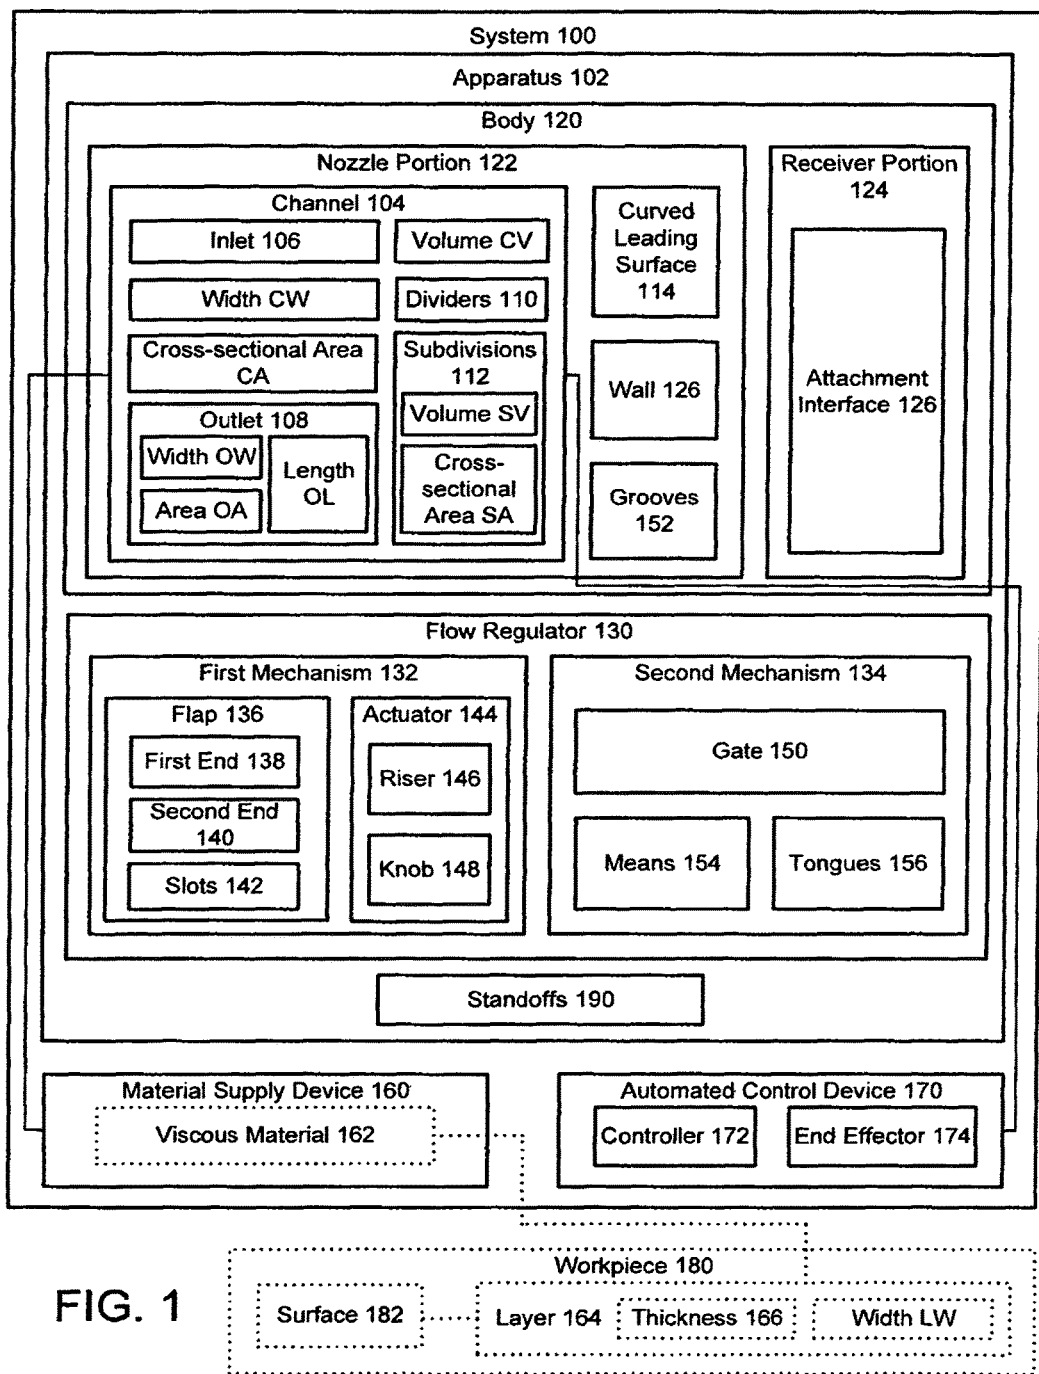 System 100
Apparatus 102
Body 120
Nozzle Portion 122
Channel 104
Inlet 106
Volume CV
Width CW
Dividers 110
Cross-sectional Area
CA
Subdivisions
112
Volume SV
Cross-
sectional
Area SA
Outlet 108
Width OW
Area OA
Length
OL
Curved
Leading
Surface
114
Wall 126
Grooves
152
Receiver Portion
124
Attachment
Interface 126
Flow Regulator 130
First Mechanism 132
Flap 136
First End 138
Second End
140
Slots 142
Actuator 144
Riser 146
Knob 148
Second Mechanism 134
Gate 150
Means 154
Tongues 156
Standoffs 190
Material Supply Device 160
Viscous Material 162
Automated Control Device 170
Controller 172
End Effector 174
Workpiece 180
Surface 182
Layer 164
Thickness 166
Width LW
FIG. 1